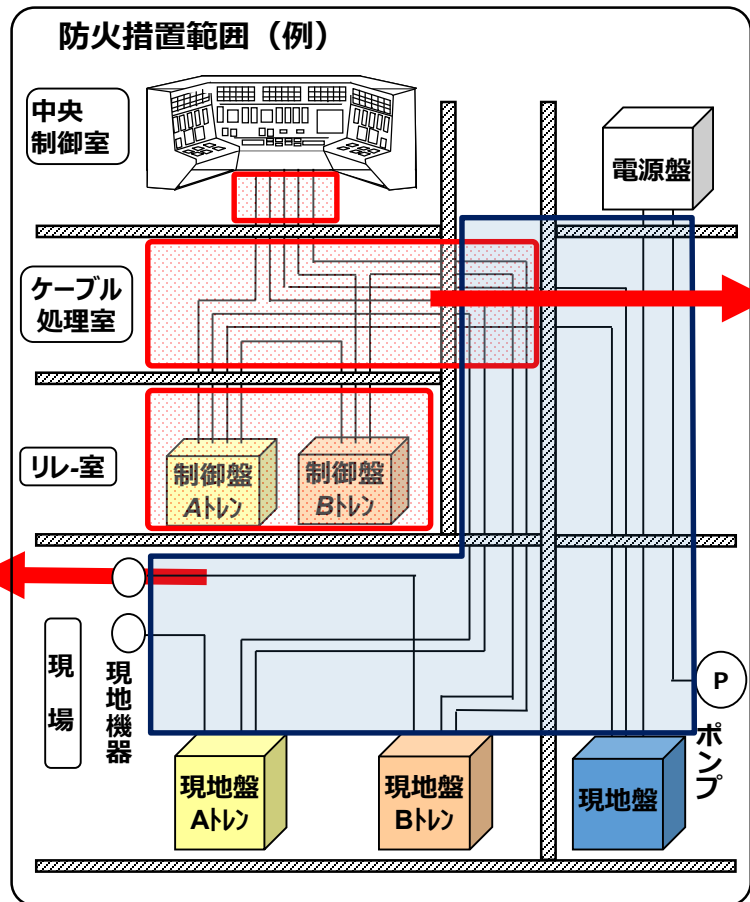 防火措置範囲（例）
中央
制御室
電源盤
ケーブル
処理室
リレ-室
制御盤
Aトレン
制御盤
Bトレン
現場
現地機器
P
ポンプ
現地盤
Aトレン
現地盤
Bトレン
現地盤